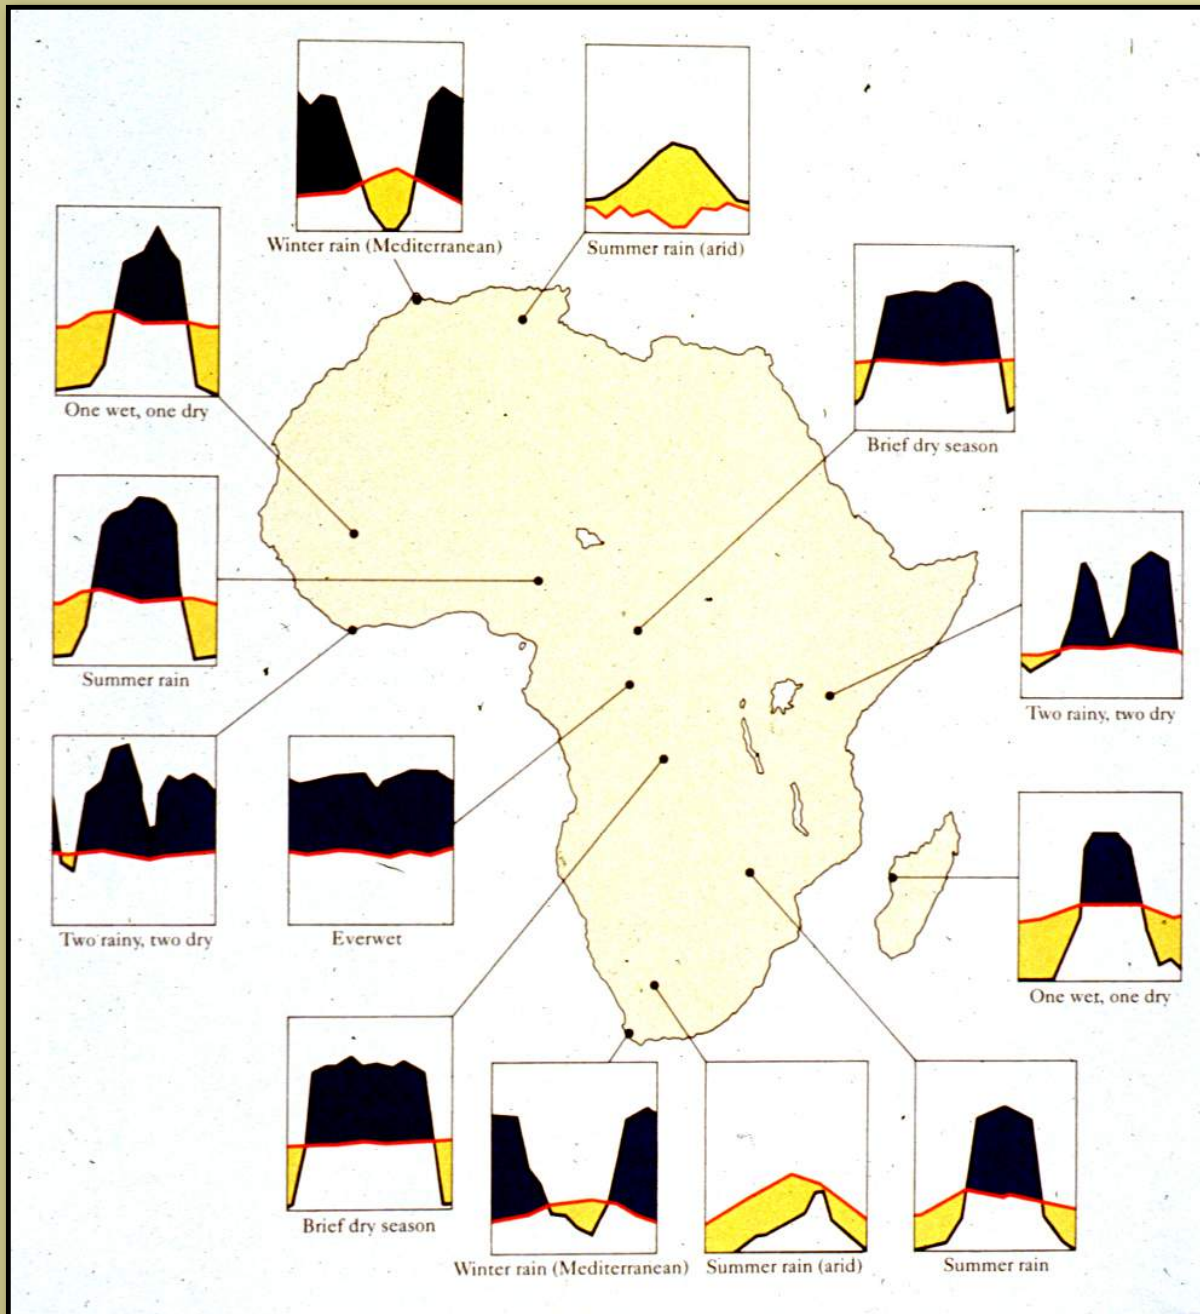 Winter rain (Mediterranean)
Summer rain (arid)
One wet, one dry
Brief dry season
Summer rain
Two rainy, two dry
Two rainy, two dry
Everwet
One wet, one dry
Brief dry season
Winter rain (Mediterranean)
Summer rain (arid)
Summer rain